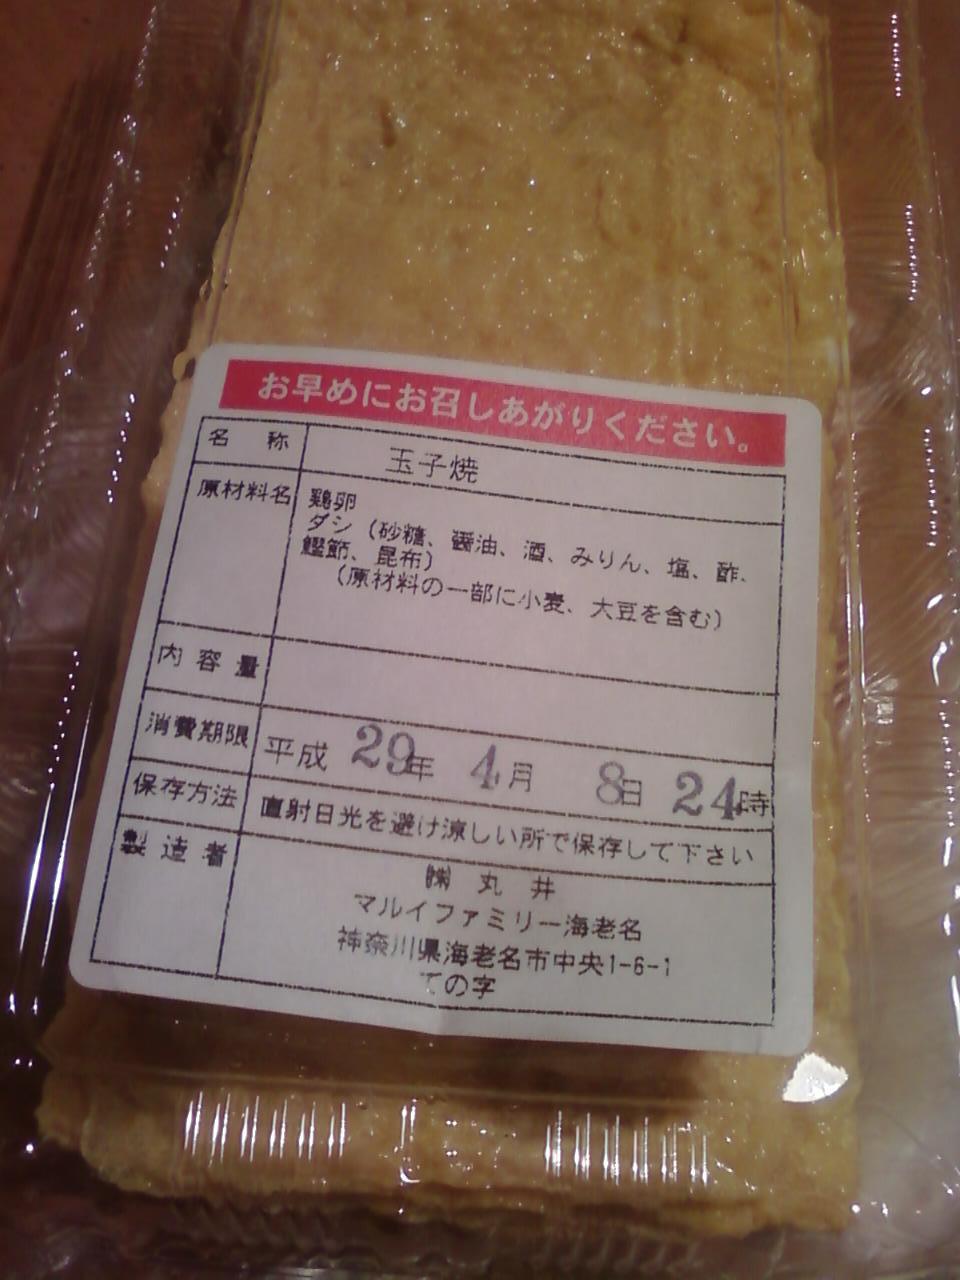 お早めにお召しあがりください。
名 称 玉子焼
原材料名 鶏卵
ダシ（砂糖、醤油、酒、みりん、塩、酢、
鰹節、昆布）
（原材料の一部に小麦、大豆を含む）
内 容 量
消費期限 平成 29年 4月 8日 24時
保存方法 直射日光を避け涼しい所で保存して下さい
製 造 者 ㈱ 丸 井
マルイファミリー海老名
神奈川県海老名市中央1-6-1
ての字